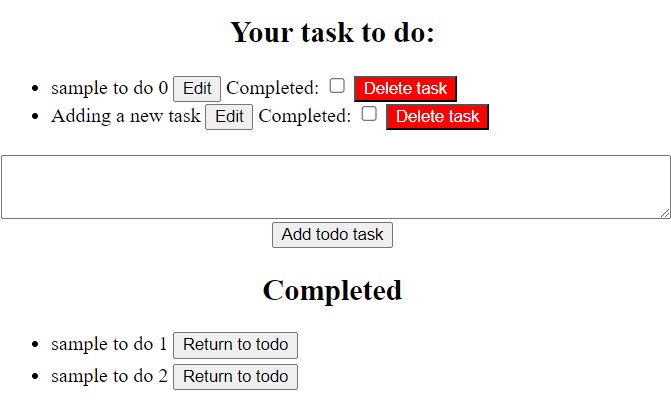 Your task to do:
sample to do 0 Edit Completed: Delete task
Adding a new task Edit Completed: Delete task
Add todo task
Completed
sample to do 1 Return to todo
sample to do 2 Return to todo